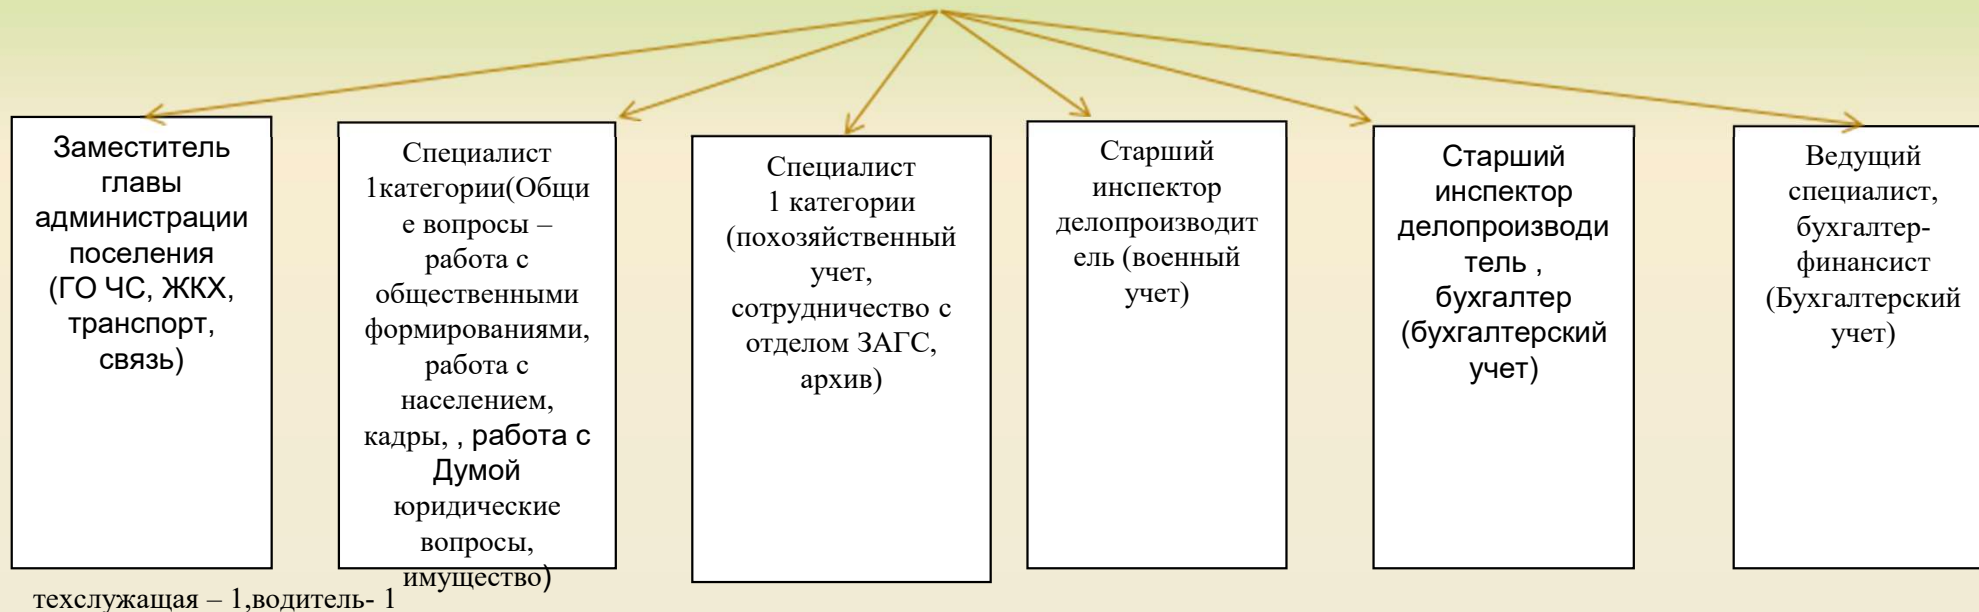 Заместитель
главы
администрации
поселения
(ГО ЧС, ЖКХ,
транспорт,
связь)
Специалист
1категории(Общи
е вопросы –
работа с
общественными
формированиями,
работа с
населением,
кадры, , работа с
Думой
юридические
вопросы,
имущество)
Специалист
1 категории
(похозяйственный
учет,
сотрудничество с
отделом ЗАГС,
архив)
Старший
инспектор
делопроизводит
ель (военный
учет)
Старший
инспектор
делопроизводи
тель ,
бухгалтер
(бухгалтерский
учет)
Ведущий
специалист,
бухгалтер-
финансист
(Бухгалтерский
учет)
техслужащая – 1,водитель- 1